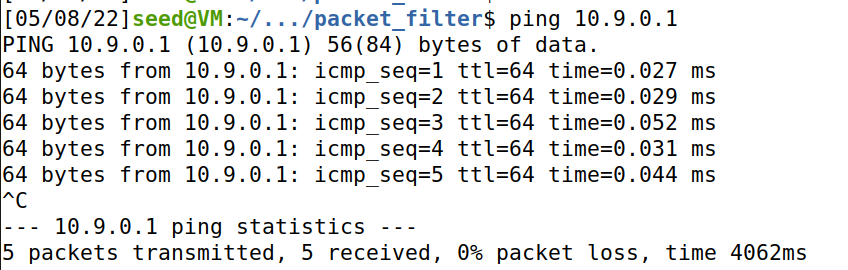 [05/08/22]seed@VM:~/.../packet_filter$ ping 10.9.0.1
PING 10.9.0.1 (10.9.0.1) 56(84) bytes of data.
64 bytes from 10.9.0.1: icmp_seq=1 ttl=64 time=0.027 ms
64 bytes from 10.9.0.1: icmp_seq=2 ttl=64 time=0.029 ms
64 bytes from 10.9.0.1: icmp_seq=3 ttl=64 time=0.052 ms
64 bytes from 10.9.0.1: icmp_seq=4 ttl=64 time=0.031 ms
64 bytes from 10.9.0.1: icmp_seq=5 ttl=64 time=0.044 ms
^C
--- 10.9.0.1 ping statistics ---
5 packets transmitted, 5 received, 0% packet loss, time 4062ms